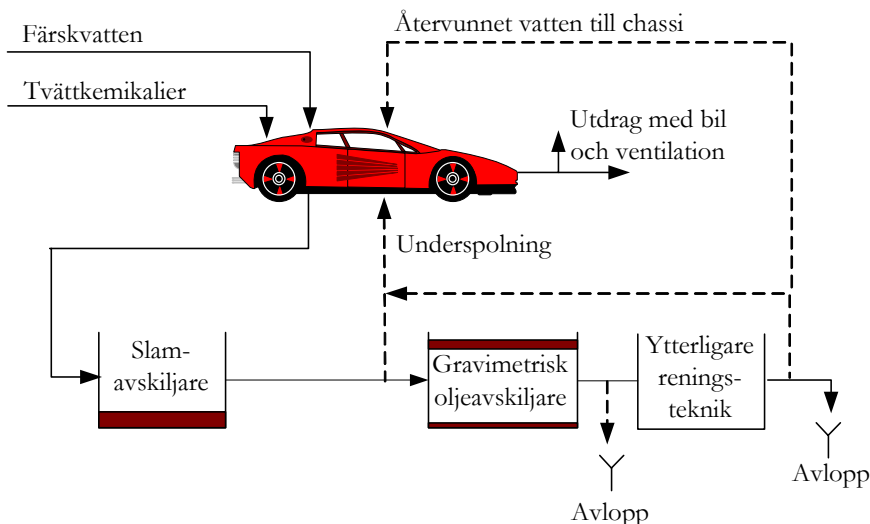 Färskvatten
Tvättkemikalier
Återvunnet vatten till chassi
Utdrag med bil
och ventilation
Underspolning
Slam-
avskiljare
Gravimetrisk
oljeavskiljare
Ytterligare
renings-
teknik
Avlopp
Avlopp